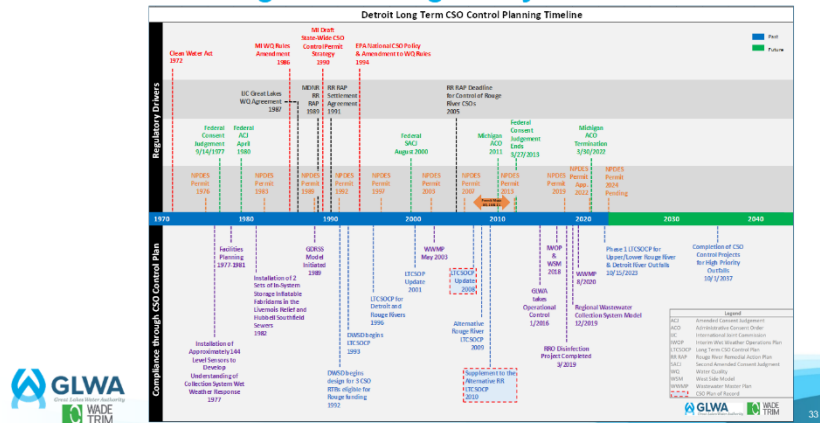 Detroit Long Term CSO Control Planning Timeline
Past
Future
Regulatory Drivers
Clean Water Act
1972
MI WQ Rules
Amendment
1986
MI Draft
State-Wide CSO
Control Permit
Strategy
1990
EPA National CSO Policy
& Amendment to WQ Rules
1994
IJC Great Lakes
WQ Agreement
1987
MDNR
RR
RAP
1989
RR RAP
Settlement
Agreement
1991
RR RAP Deadline
for Control of Rouge
River CSOs
2005
Federal
Consent
Judgement
9/14/1977
Federal
ACJ
April
1980
Federal
SACJ
August 2000
Michigan
ACO
2011
Federal
Consent
Judgement
Ends
3/27/2013
Michigan
ACO
Termination
5/30/2022
NPDES
Permit
1976
NPDES
Permit
1983
NPDES
Permit
1989
NPDES
Permit
1992
NPDES
Permit
1997
NPDES
Permit
2003
NPDES
Permit
2007
NPDES
Permit
2013
NPDES
Permit
2019
NPDES
Permit
App.
2022
NPDES
Permit
2024
Pending
1970
1980
1990
2000
2010
2020
2030
2040
Compliance through CSO Control Plan
Facilities
Planning
1977-1981
Installation of
Approximately 144
Level Sensors to
Develop
Understanding of
Collection System Wet
Weather Response
1977
Installation of 2
Sets of In-System
Storage Inflatable
Fabridams in the
Livernois Relief and
Hubbell Southfield
Sewers
1982
GDRSS
Model
Initiated
1989
DWSD begins
design for 3 CSO
RTBs eligible for
Rouge funding
1992
DWSD begins
LTCSOCP
1993
LTCSOCP for
Detroit and
Rouge Rivers
1996
LTCSOCP
Update
2001
WWMP
May 2003
LTCSOCP
Update
2008
Alternative
Rouge River
LTCSOCP
2009
Supplement to the
Alternative RR
LTCSOCP
2010
GLWA
takes
Operational
Control
1/2016
IWOP
&
WSM
2018
RRO Disinfection
Project Completed
3/2019
Regional Wastewater
Collection System Model
12/2019
WWMP
8/2020
Phase 1 LTCSOCP for
Upper/Lower Rouge River
& Detroit River Outfalls
10/15/2023
Completion of CSO
Control Projects
for High Priority
Outfalls
10/1/2037
Legend
ACJ Amended Consent Judgement
ACO Administrative Consent Order
IJC International Joint Commission
IWOP Interim Wet Weather Operations Plan
LTCSOCP Long Term CSO Control Plan
RR RAP Rouge River Remedial Action Plan
SACJ Second Amended Consent Judgment
WQ Water Quality
WSM West Side Model
WWMP Wastewater Master Plan
CSO Plan of Record
GLWA
Great Lakes Water Authority
WADE
TRIM
GLWA
WADE
TRIM
33